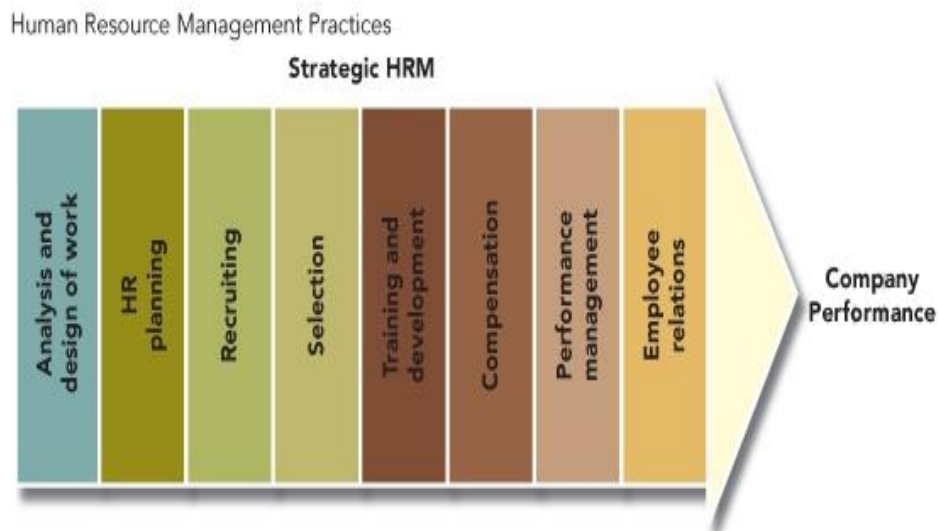 Human Resource Management Practices
Strategic HRM
Analysis and
design of work
HR
planning
Recruiting
Selection
Training and
development
Compensation
Performance
management
Employee
relations
Company
Performance